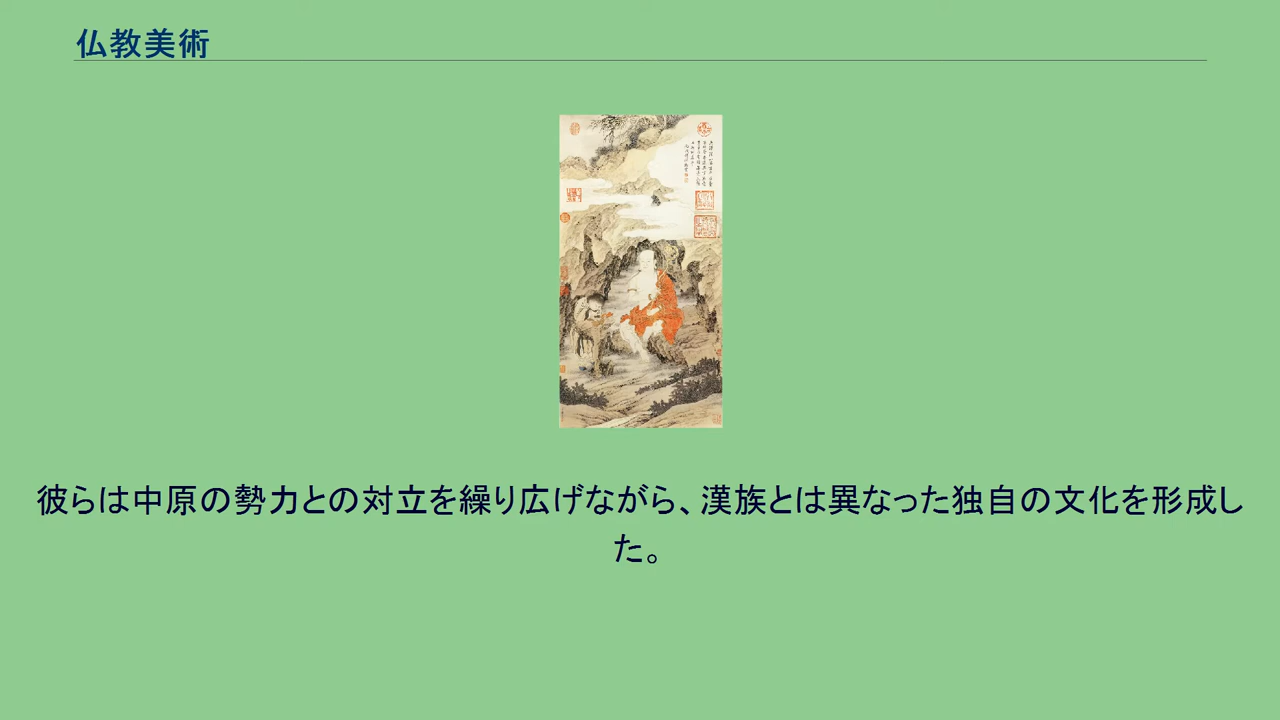 仏教美術
彼らは中原の勢力との対立を繰り広げながら、漢族とは異なった独自の文化を形成し
た。